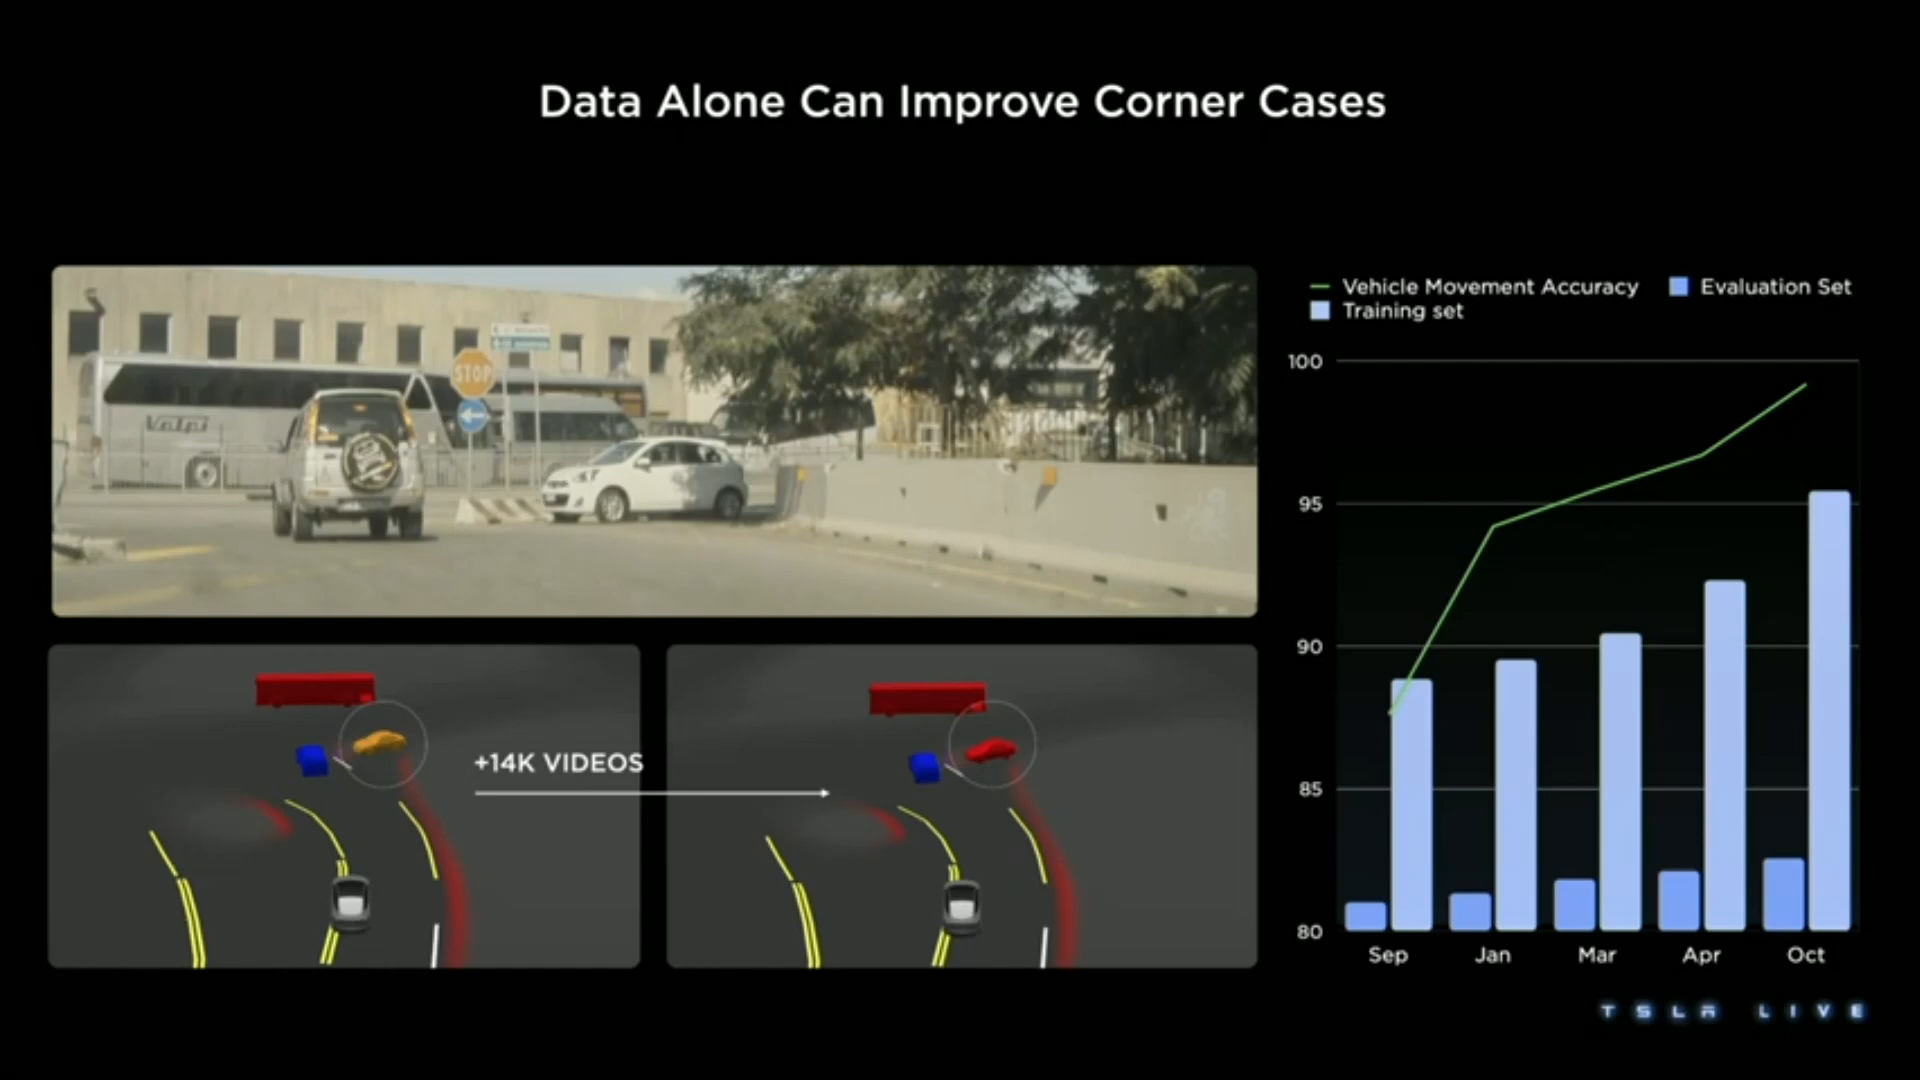 Data Alone Can Improve Corner Cases
Volpi
STOP
+14K VIDEOS
Vehicle Movement Accuracy
Evaluation Set
Training set
100
95
90
85
80
Sep
Jan
Mar
Apr
Oct
TSLA LIVE